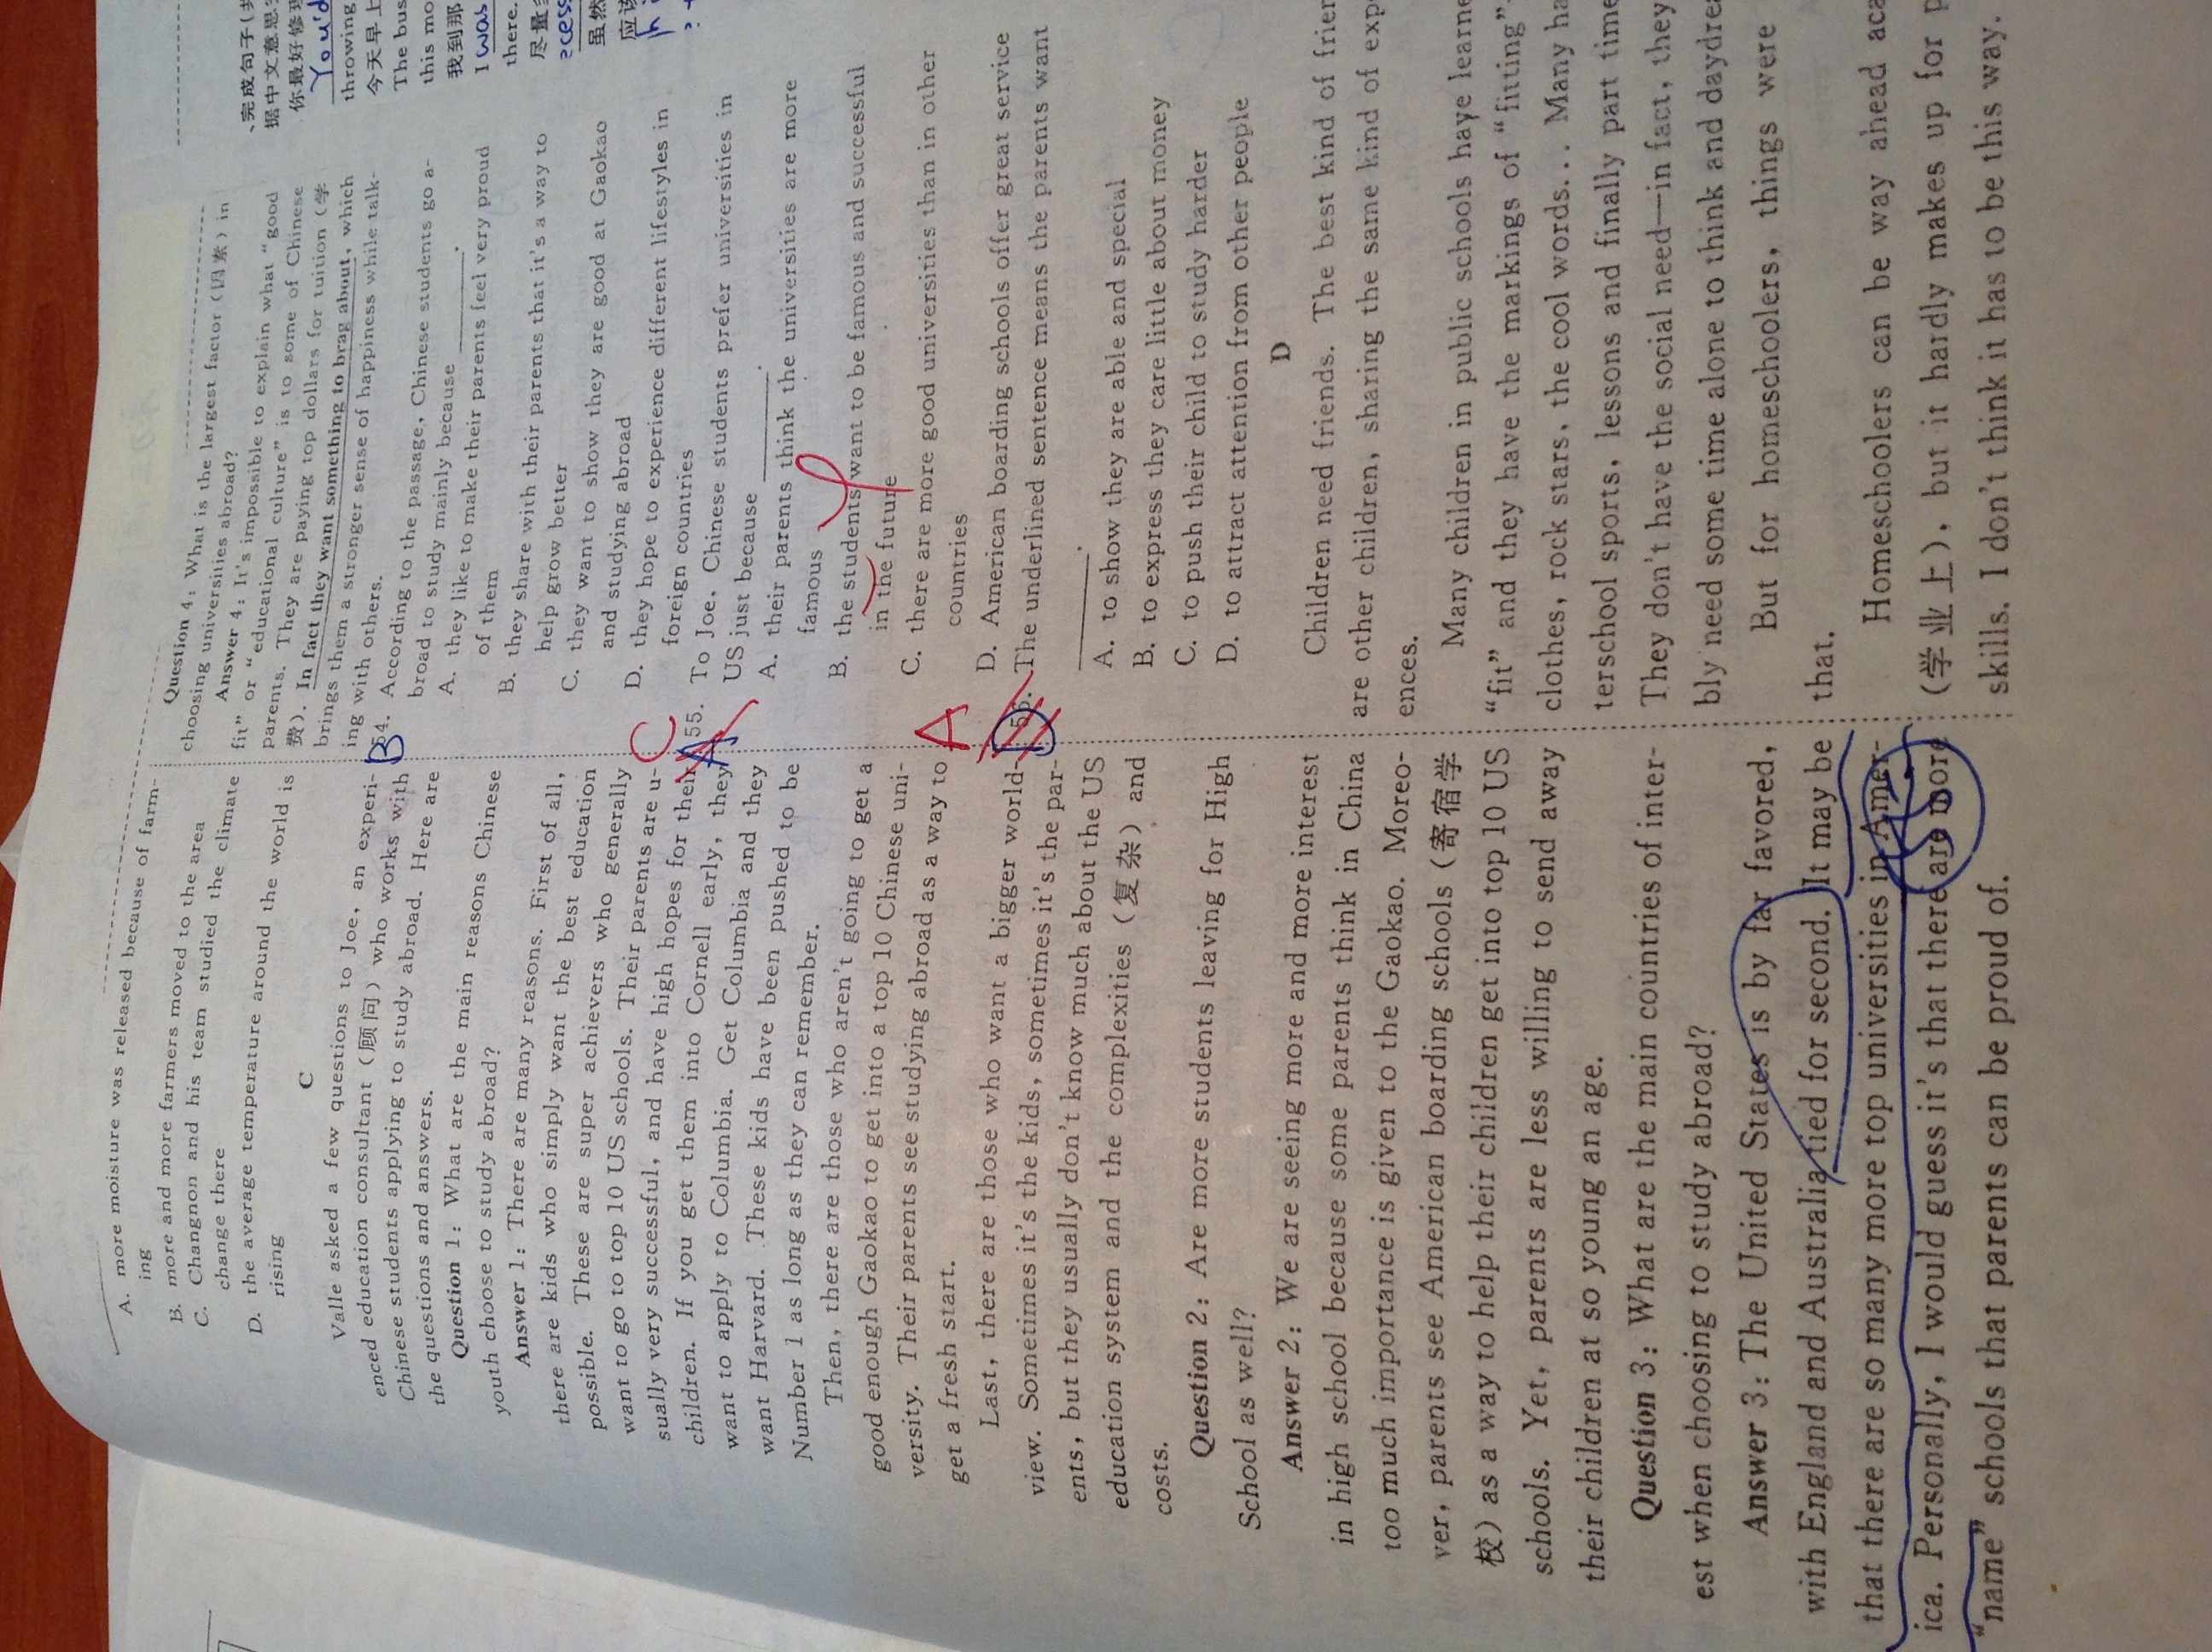 A. more moisture was released because of farm-
ing
B. more and more farmers moved to the area
C. Changnon and his team studied the climate
change there
D. the average temperature around the world is
rising
C
Valle asked a few questions to Joe, an experi-
enced education consultant (顾问) who works with
Chinese students applying to study abroad. Here are
the questions and answers.
Question 1: What are the main reasons Chinese
youth choose to study abroad?
Answer 1: There are many reasons. First of all,
there are kids who simply want the best education
possible. These are super achievers who generally
want to go to top 10 US schools. Their parents are u-
sually very successful, and have high hopes for their
children. If you get them into Cornell early, they
want to apply to Columbia. Get Columbia and they
want Harvard. These kids have been pushed to be
Number 1 as long as they can remember.
Then, there are those who aren't going to get a
good enough Gaokao to get into a top 10 Chinese uni-
versity. Their parents see studying abroad as a way to
get a fresh start.
Last, there are those who want a bigger world-
view. Sometimes it's the kids, sometimes it's the par-
ents, but they usually don't know much about the US
education system and the complexities (复杂) and
costs.
Question 2: Are more students leaving for High
School as well?
Answer 2: We are seeing more and more interest
in high school because some parents think in China
too much importance is given to the Gaokao. Moreo-
ver, parents see American boarding schools (寄宿学
校) as a way to help their children get into top 10 US
schools. Yet, parents are less willing to send away
their children at so young an age.
Question 3: What are the main countries of inter-
est when choosing to study abroad?
Answer 3: The United States is by far favored,
with England and Australia tied for second. It may be
that there are so many more top universities in Amer-
ica. Personally, I would guess it's that there are more
55
"name" schools that parents can be proud of.
Question 4: What is the largest factor (因素) in
choosing universities abroad?
Answer 4: It's impossible to explain what "good
fit" or "educational culture" is to some of Chinese
parents. They are paying top dollars for tuition (学
费). In fact they want something to brag about, which
brings them a stronger sense of happiness while talk-
ing with others.
B 54. According to the passage, Chinese students go a-
broad to study mainly because ________.
A. they like to make their parents feel very proud
of them
B. they share with their parents that it's a way to
help grow better
C. they want to show they are good at Gaokao
and studying abroad
D. they hope to experience different lifestyles in
foreign countries
C
A 55. To Joe, Chinese students prefer universities in
US just because ________.
A. their parents think the universities are more
famous
B. the students want to be famous and successful
in the future
C. there are more good universities than in other
countries
D. American boarding schools offer great service
A
D 56. The underlined sentence means the parents want
________.
A. to show they are able and special
B. to express they care little about money
C. to push their child to study harder
D. to attract attention from other people
D
Children need friends. The best kind of
are other children, sharing the same kind of
ences.
Many children in public schools have
"fit" and they have the markings of "fitting"
clothes, rock stars, the cool words... Many
terschool sports, lessons and finally part time
They don't have the social need—in fact, they
bly need some time alone to think and
But for homeschoolers, things were
that.
Homeschoolers can be way ahead
(学业上), but it hardly makes up for
skills. I don't think it has to be this way.
、完成句子(
据中文意思
你最好修理
You'd
throwing
今天早上
The bus
this mo
我到那
I was
there.
尽量
cess
虽然
应该